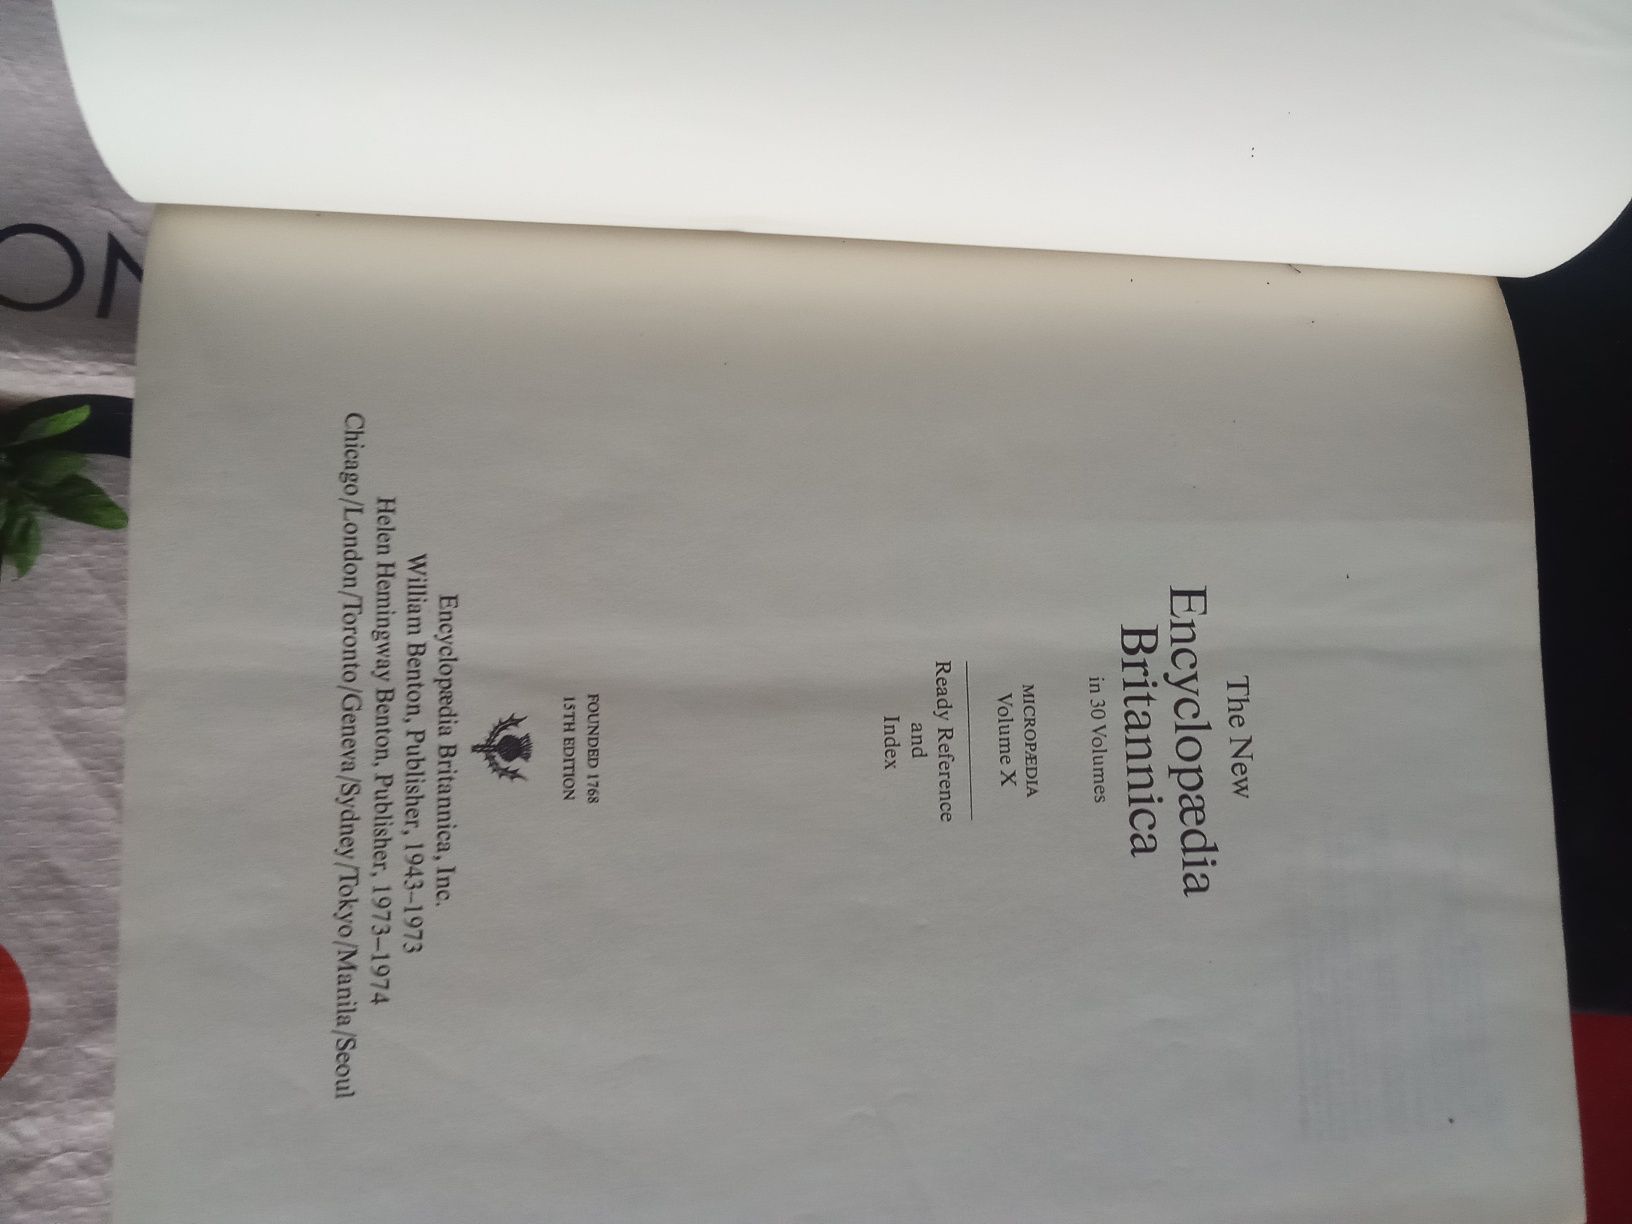 The New
Encyclopædia
Britannica
in 30 Volumes
MICROPÆDIA
Volume X
Ready Reference
and
Index
FOUNDED 1768
15TH EDITION
Encyclopædia Britannica, Inc.
William Benton, Publisher, 1943–1973
Helen Hemingway Benton, Publisher, 1973–1974
Chicago/London/Toronto/Geneva/Sydney/Tokyo/Manila/Seoul